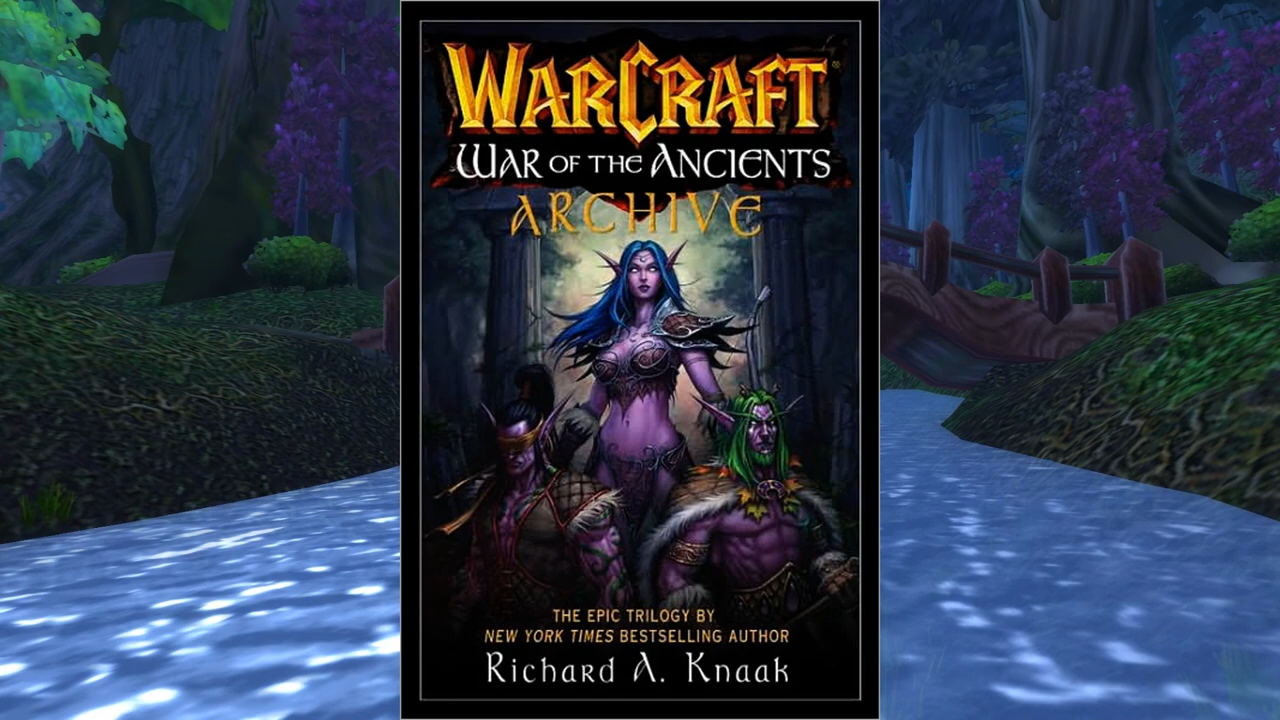 WARCRAFT
WAR OF THE ANCIENTS
ARCHIVE
THE EPIC TRILOGY BY
NEW YORK TIMES BESTSELLING AUTHOR
Richard A. Knaak